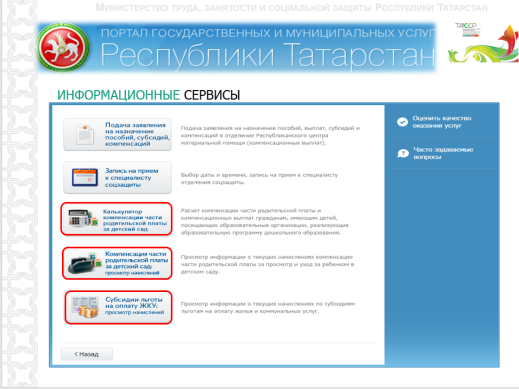 Министерство труда, занятости и социальной защиты Республики Татарстан
ПОРТАЛ ГОСУДАРСТВЕННЫХ И МУНИЦИПАЛЬНЫХ УСЛУГ
Республики Татарстан
ИНФОРМАЦИОННЫЕ СЕРВИСЫ
Подача заявления
на назначение
пособий, субсидий,
компенсаций
Подача заявления на назначение пособий, выплат, субсидий и
компенсаций в отделение Республиканского центра
материальной помощи (компенсационных выплат).
Запись на прием
к специалисту
соцзащиты
Выбор даты и времени, запись на прием к специалисту
отделения соцзащиты.
Калькулятор
компенсации части
родительской платы
за детский сад
Расчет компенсации части родительской платы и
компенсационных выплат гражданам, имеющим детей,
посещающих образовательные организации, реализующие
образовательную программу дошкольного образования.
Компенсация части
родительской платы
за детский сад:
просмотр начислений
Просмотр информации о текущих начислениях компенсации
части родительской платы за просмотр и уход за ребенком в
детском саду.
Субсидии-льготы
на оплату ЖКУ:
просмотр начислений
Просмотр информации о текущих начислениях по субсидиям-
льготам на оплату жилья и коммунальных услуг.
< Назад
Оценить качество
оказания услуг
Часто задаваемые
вопросы